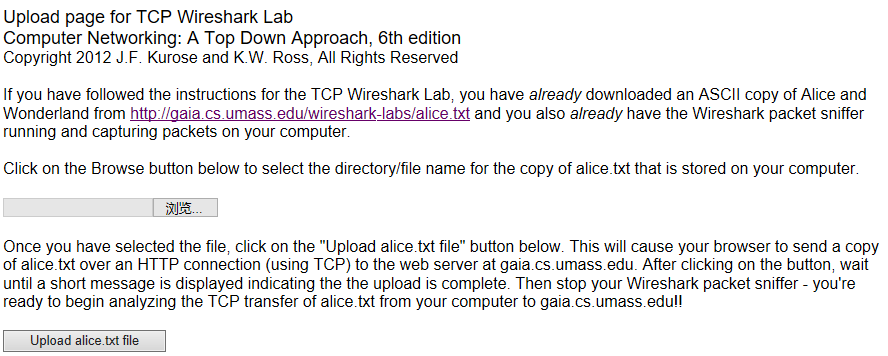 Upload page for TCP Wireshark Lab
Computer Networking: A Top Down Approach, 6th edition
Copyright 2012 J.F. Kurose and K.W. Ross, All Rights Reserved
If you have followed the instructions for the TCP Wireshark Lab, you have already downloaded an ASCII copy of Alice and
Wonderland from http://gaia.cs.umass.edu/wireshark-labs/alice.txt and you also already have the Wireshark packet sniffer
running and capturing packets on your computer.
Click on the Browse button below to select the directory/file name for the copy of alice.txt that is stored on your computer.
浏览...
Once you have selected the file, click on the "Upload alice.txt file" button below. This will cause your browser to send a copy
of alice.txt over an HTTP connection (using TCP) to the web server at gaia.cs.umass.edu. After clicking on the button, wait
until a short message is displayed indicating the the upload is complete. Then stop your Wireshark packet sniffer - you're
ready to begin analyzing the TCP transfer of alice.txt from your computer to gaia.cs.umass.edu!!
Upload alice.txt file